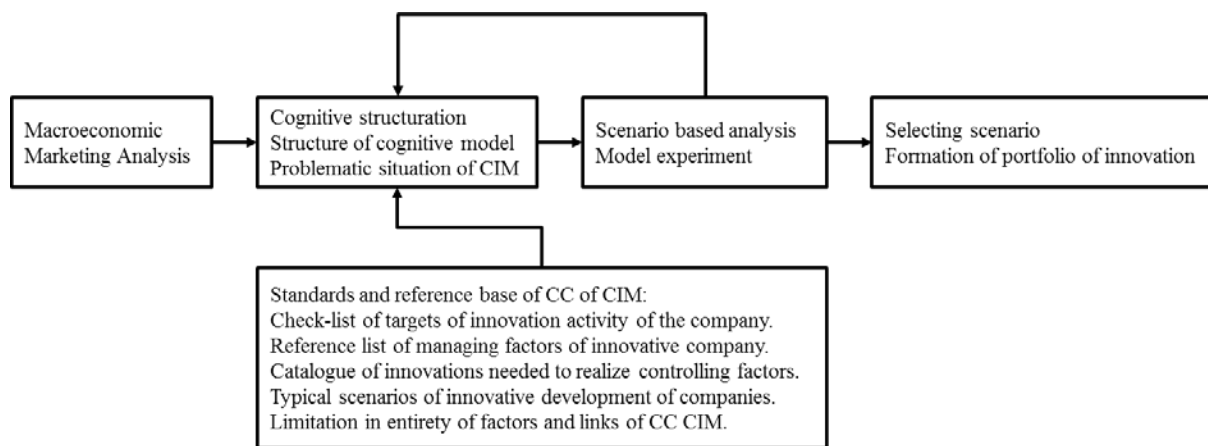 Macroeconomic
Marketing Analysis
Cognitive structuration
Structure of cognitive model
Problematic situation of CIM
Scenario based analysis
Model experiment
Selecting scenario
Formation of portfolio of innovation
Standards and reference base of CC of CIM:
Check-list of targets of innovation activity of the company.
Reference list of managing factors of innovative company.
Catalogue of innovations needed to realize controlling factors.
Typical scenarios of innovative development of companies.
Limitation in entirety of factors and links of CC CIM.